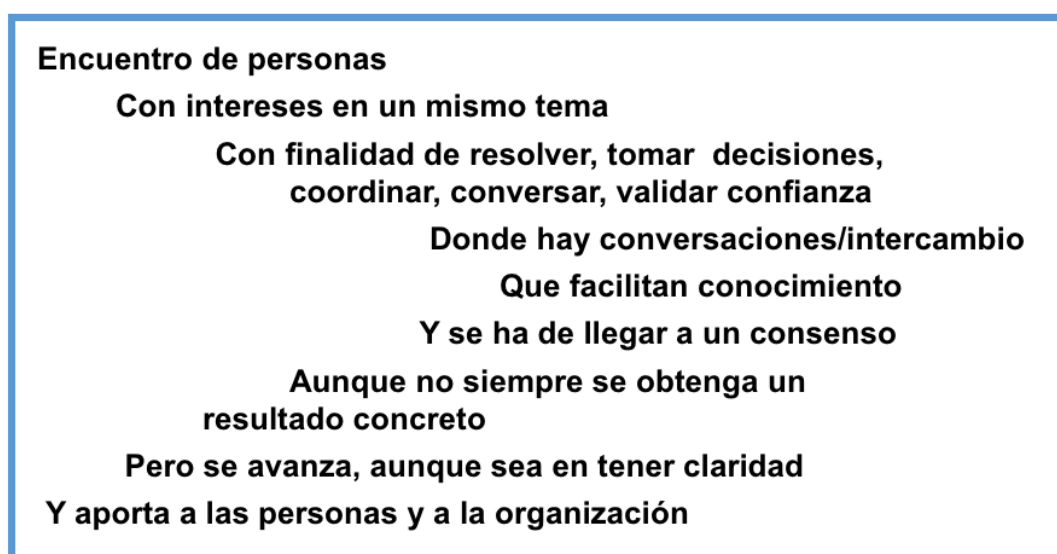 Encuentro de personas
Con intereses en un mismo tema
Con finalidad de resolver, tomar decisiones,
coordinar, conversar, validar confianza
Donde hay conversaciones/intercambio
Que facilitan conocimiento
Y se ha de llegar a un consenso
Aunque no siempre se obtenga un
resultado concreto
Pero se avanza, aunque sea en tener claridad
Y aporta a las personas y a la organización